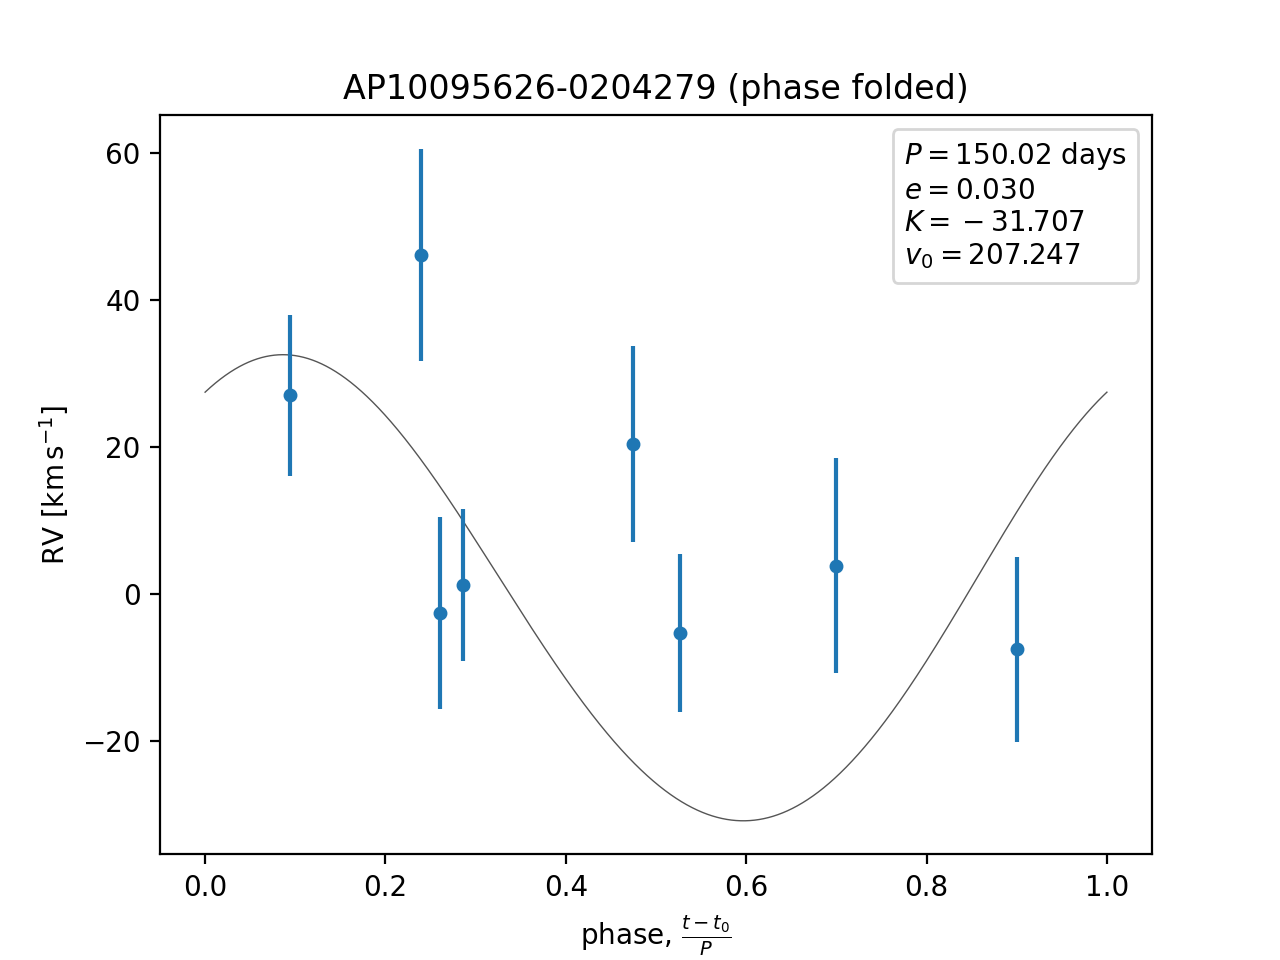 AP10095626-0204279 (phase folded)
P = 150.02 days
e = 0.030
K = −31.707
v₀ = 207.247
60
40
20
0
−20
RV [km s⁻¹]
0.0 0.2 0.4 0.6 0.8 1.0
phase, (t − t₀)/P